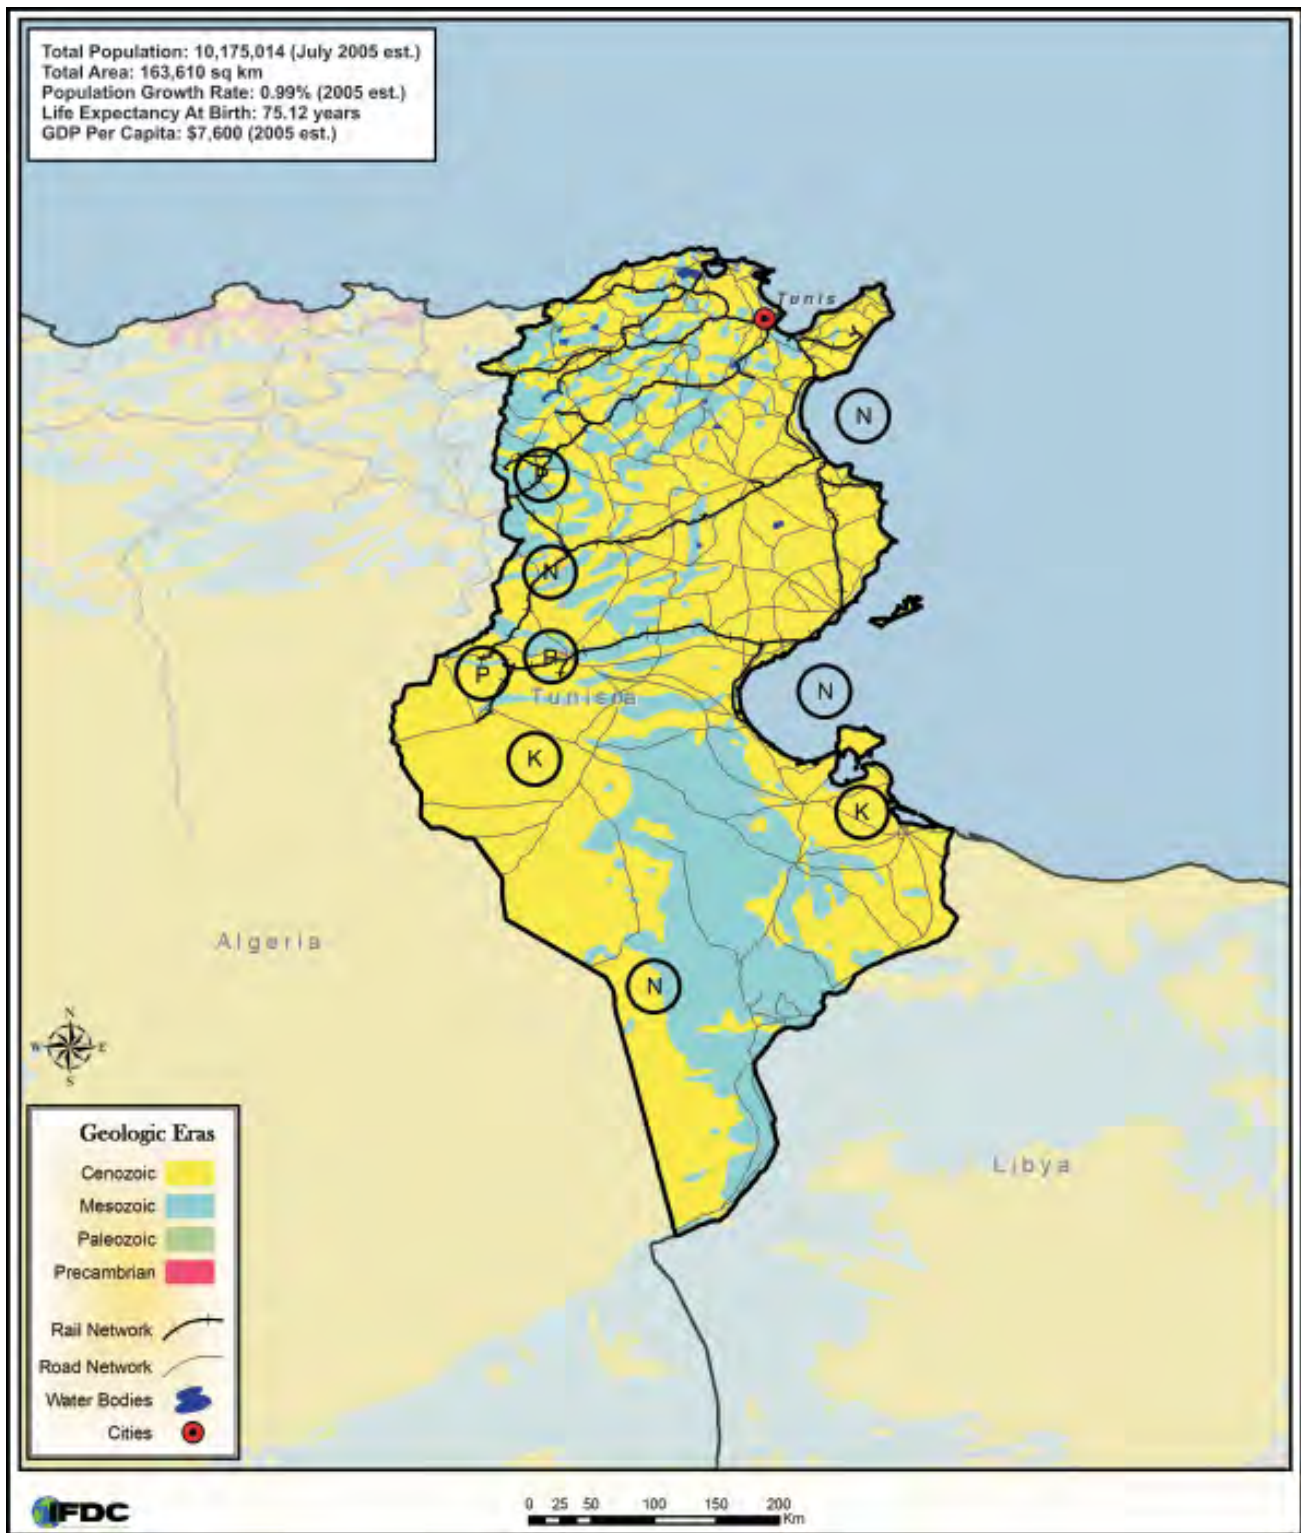 Total Population: 10,175,014 (July 2005 est.)
Total Area: 163,610 sq km
Population Growth Rate: 0.99% (2005 est.)
Life Expectancy At Birth: 75.12 years
GDP Per Capita: $7,600 (2005 est.)
Tunis
N
P
N
P
P
N
K
K
N
Algeria
Libya
N
W E
S
Geologic Eras
Cenozoic
Mesozoic
Paleozoic
Precambrian
Rail Network
Road Network
Water Bodies
Cities
IFDC
0 25 50 100 150 200
Km